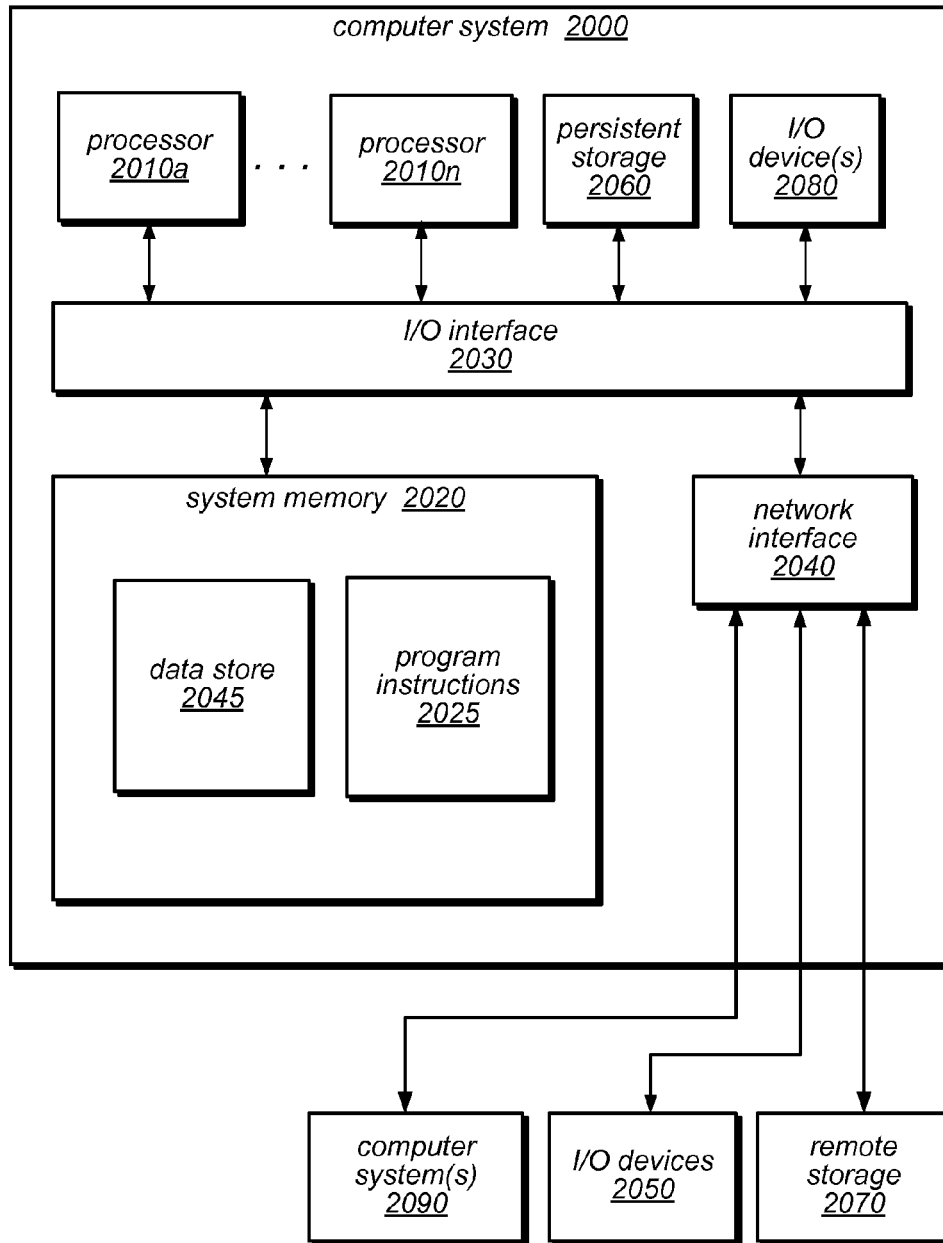 computer system 2000
processor
2010a
. . .
processor
2010n
persistent
storage
2060
I/O
device(s)
2080
I/O interface
2030
system memory 2020
data store
2045
program
instructions
2025
network
interface
2040
computer
system(s)
2090
I/O devices
2050
remote
storage
2070